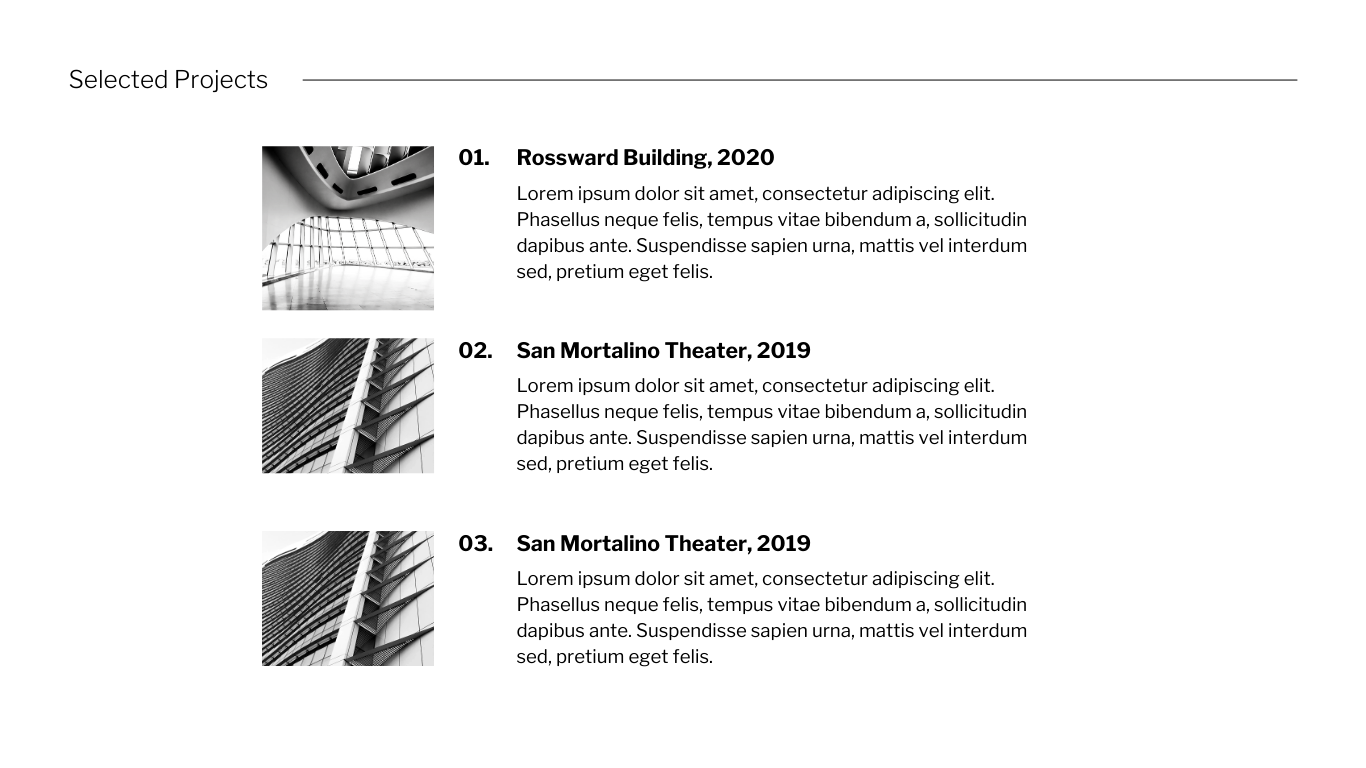 Selected Projects
01. Rossward Building, 2020
Lorem ipsum dolor sit amet, consectetur adipiscing elit.
Phasellus neque felis, tempus vitae bibendum a, sollicitudin
dapibus ante. Suspendisse sapien urna, mattis vel interdum
sed, pretium eget felis.
02. San Mortalino Theater, 2019
Lorem ipsum dolor sit amet, consectetur adipiscing elit.
Phasellus neque felis, tempus vitae bibendum a, sollicitudin
dapibus ante. Suspendisse sapien urna, mattis vel interdum
sed, pretium eget felis.
03. San Mortalino Theater, 2019
Lorem ipsum dolor sit amet, consectetur adipiscing elit.
Phasellus neque felis, tempus vitae bibendum a, sollicitudin
dapibus ante. Suspendisse sapien urna, mattis vel interdum
sed, pretium eget felis.